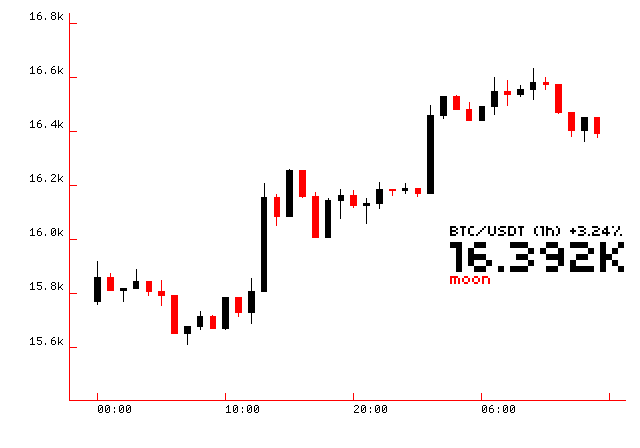 16.8k
16.6k
16.4k
16.2k
16.0k
15.8k
15.6k
BTC/USDT (1h) +3.24%
16.392K
moon
00:00 10:00 20:00 06:00